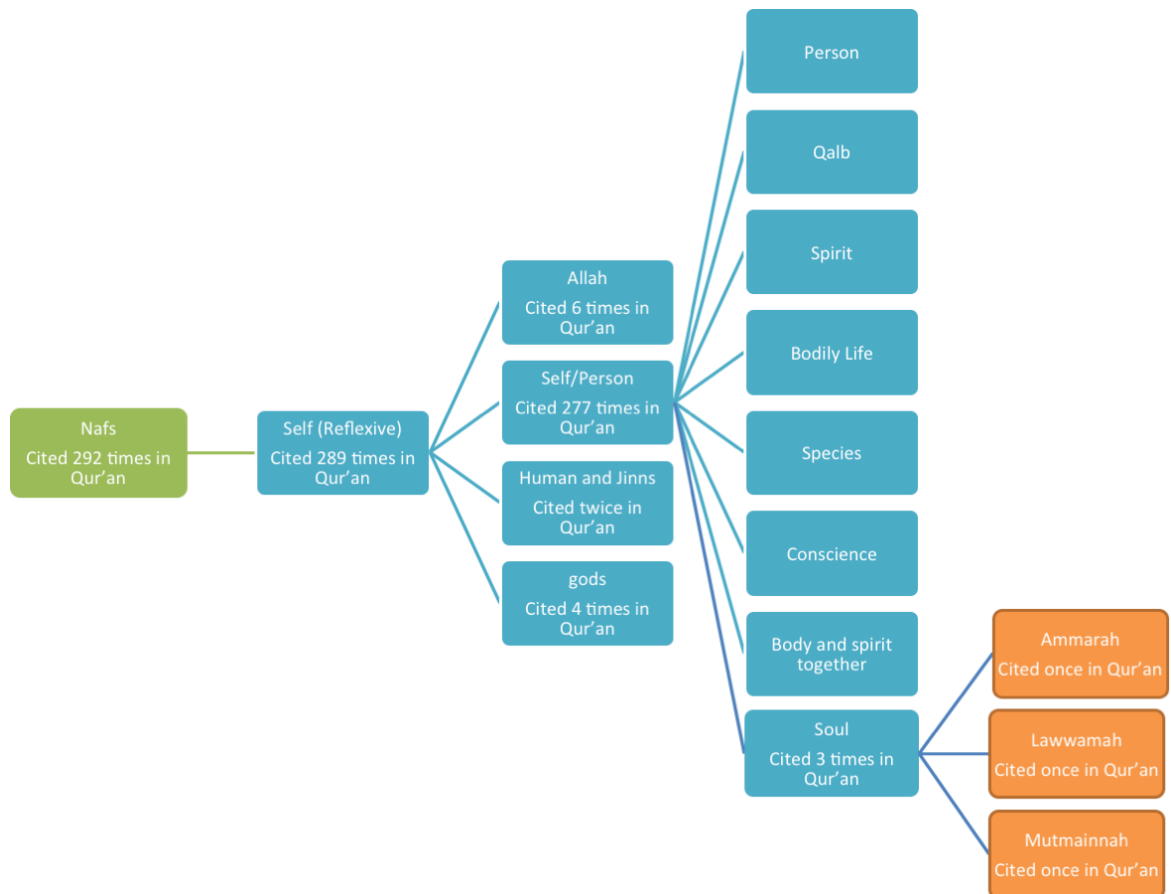 Nafs
Cited 292 times in
Qur’an
Self (Reflexive)
Cited 289 times in
Qur’an
Allah
Cited 6 times in
Qur’an
Self/Person
Cited 277 times in
Qur’an
Human and Jinns
Cited twice in
Qur’an
gods
Cited 4 times in
Qur’an
Person
Qalb
Spirit
Bodily Life
Species
Conscience
Body and spirit
together
Soul
Cited 3 times in
Qur’an
Ammarah
Cited once in Qur’an
Lawwamah
Cited once in Qur’an
Mutmainnah
Cited once in Qur’an